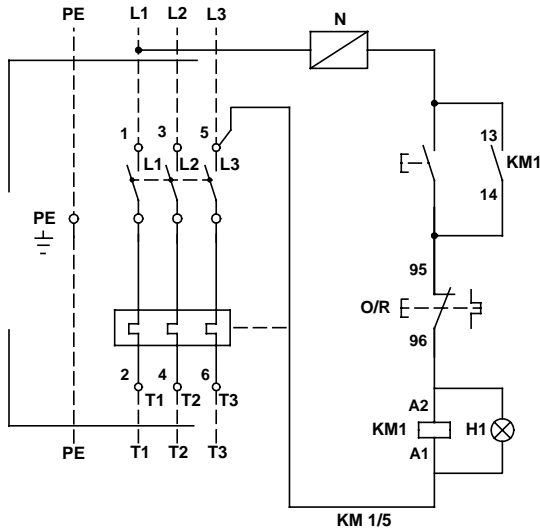 PE L1 L2 L3 N
1 3 5 13
L1 L2 L3 KM1
14
PE
95
O/R
96
2 4 6
T1 T2 T3
A2
KM1 H1
A1
PE T1 T2 T3
KM 1/5